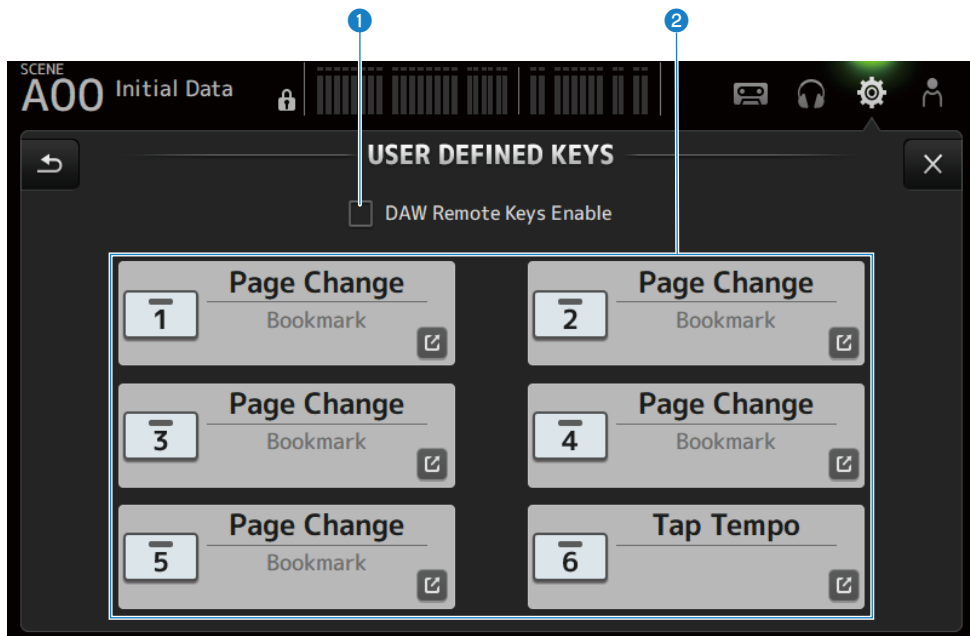 1 2
SCENE
A00 Initial Data
USER DEFINED KEYS
DAW Remote Keys Enable
1 Page Change
Bookmark
2 Page Change
Bookmark
3 Page Change
Bookmark
4 Page Change
Bookmark
5 Page Change
Bookmark
6 Tap Tempo